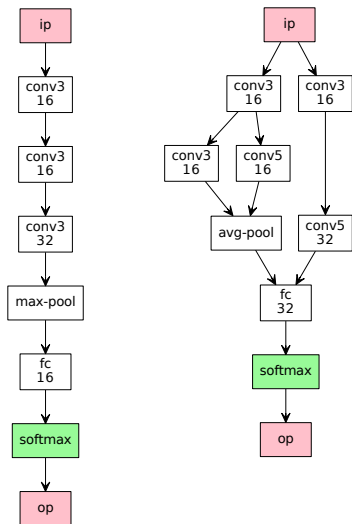 ip
conv3
16
conv3
16
conv3
32
max-pool
fc
16
softmax
op
ip
conv3
16
conv3
16
conv3
16
conv5
16
avg-pool
conv5
32
fc
32
softmax
op